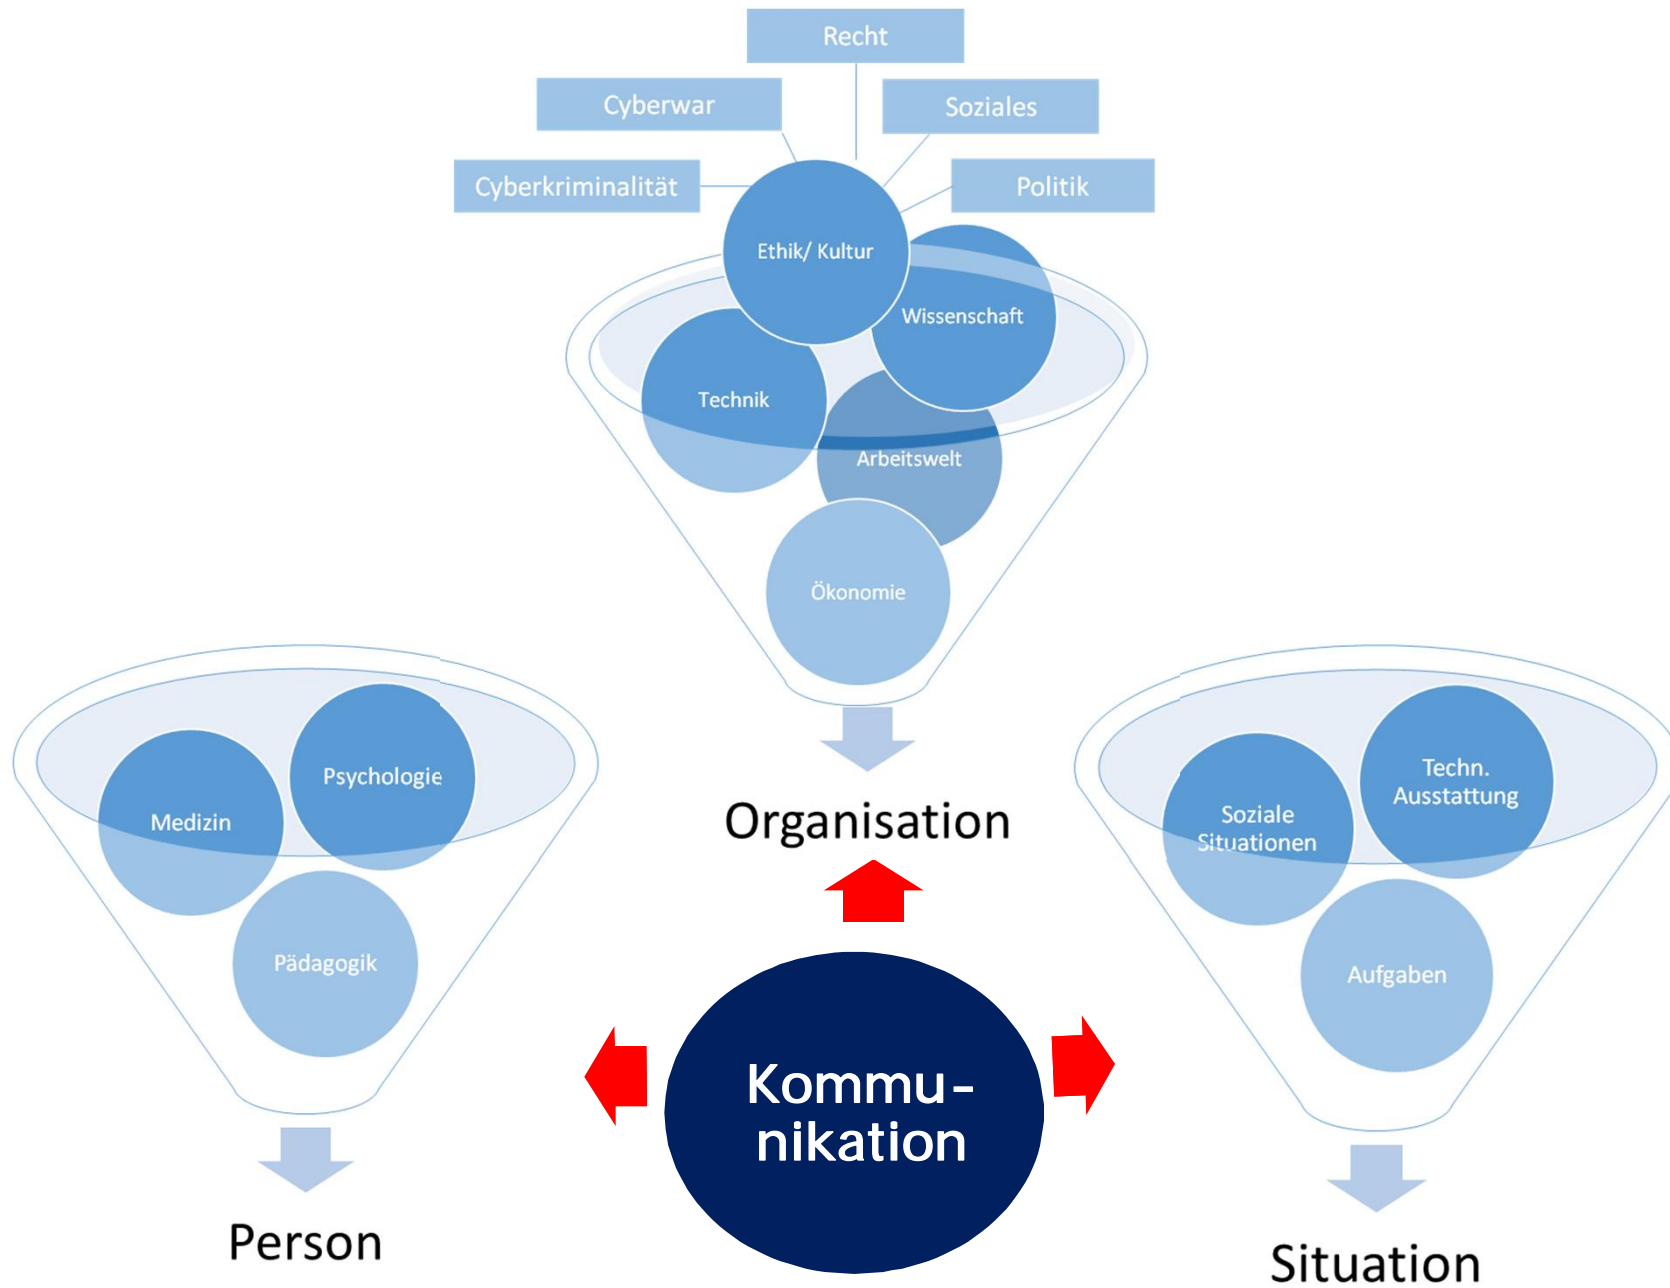 Recht
Cyberwar
Soziales
Cyberkriminalität
Politik
Ethik/ Kultur
Wissenschaft
Technik
Arbeitswelt
Ökonomie
Organisation
Psychologie
Medizin
Pädagogik
Person
Techn.
Ausstattung
Soziale
Situationen
Aufgaben
Situation
Kommu-
nikation